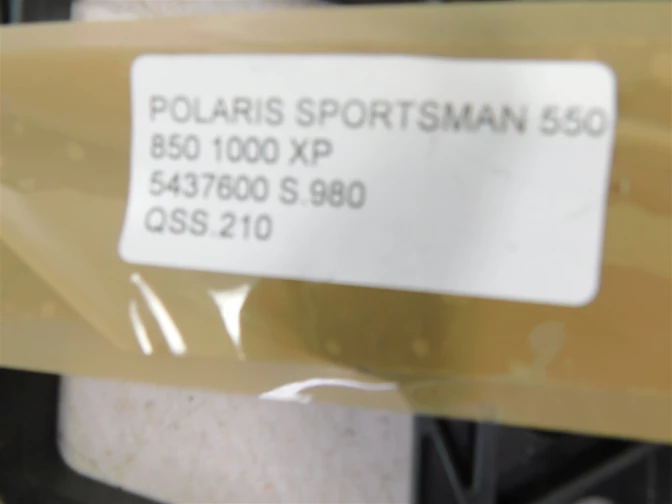 POLARIS SPORTSMAN 550
850 1000 XP
5437600 S.980
QSS.210